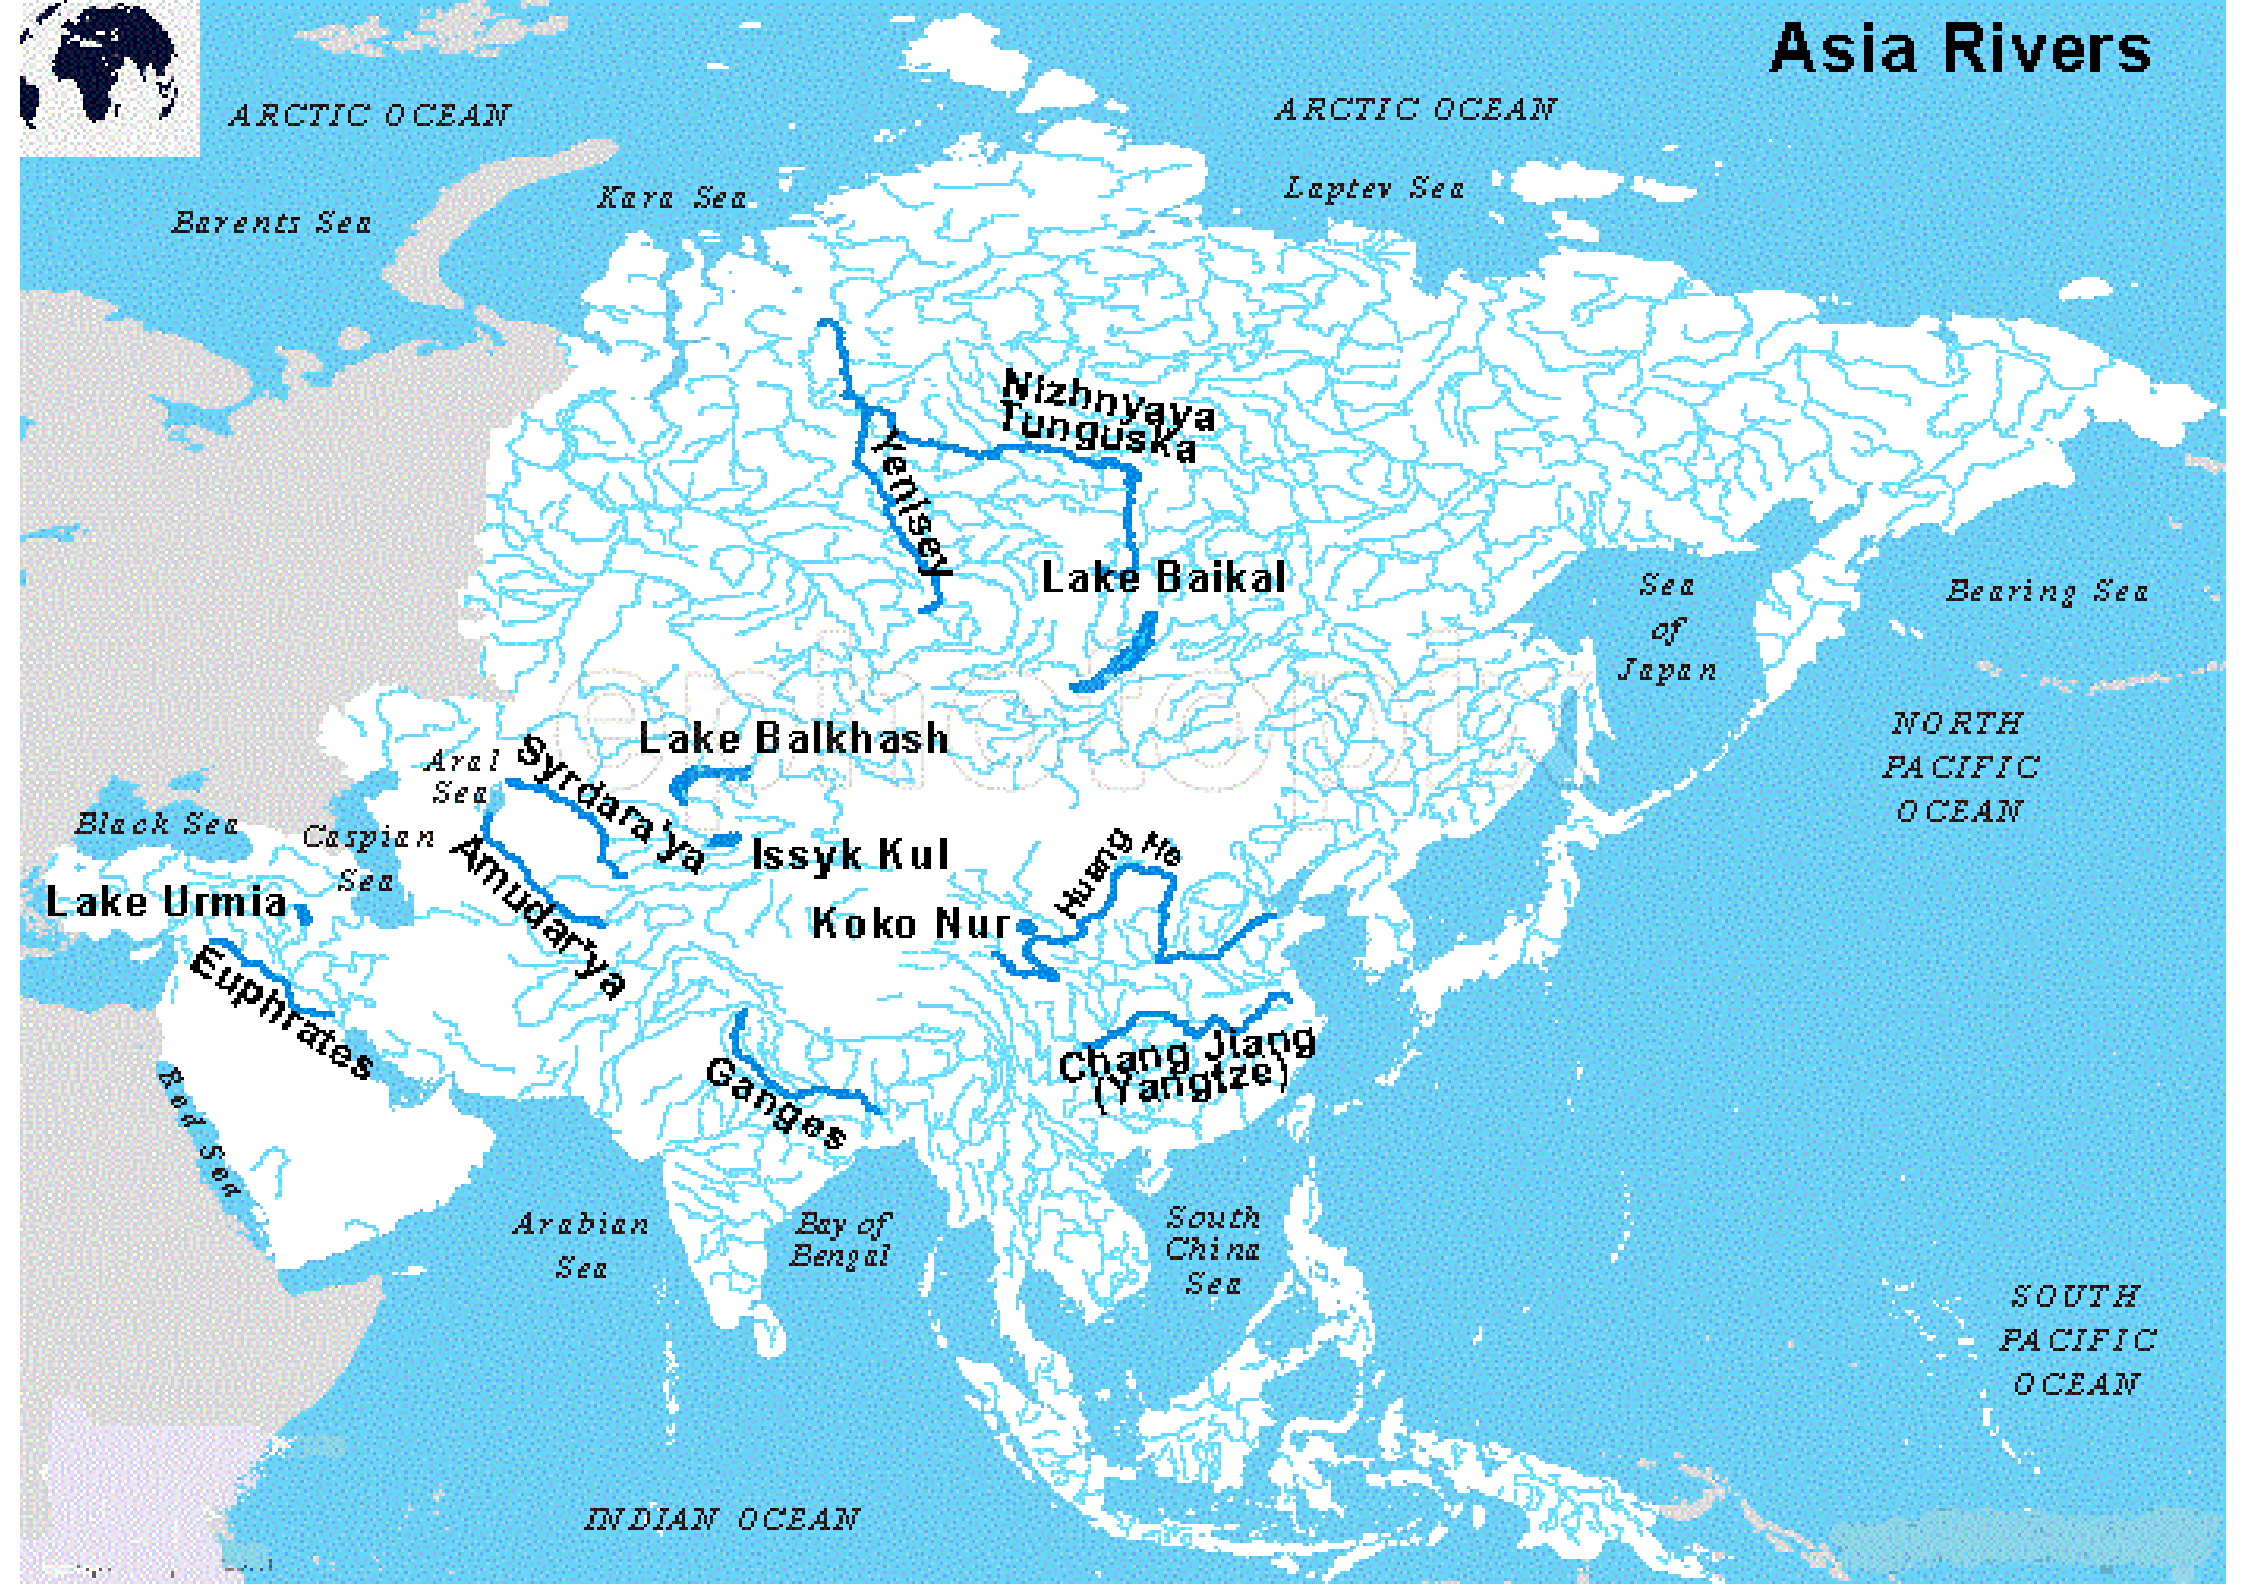 Asia Rivers
ARCTIC OCEAN
ARCTIC OCEAN
Kara Sea
Laptev Sea
Barents Sea
Nizhnyaya
Tunguska
Yenisey
Lake Baikal
Sea
of
Japan
Bearing Sea
NORTH
PACIFIC
OCEAN
Lake Balkhash
Aral
Sea
Syrdara'ya
Black Sea
Caspian
Sea
Amudar'ya
Issyk Kul
Huang He
Lake Urmia
Koko Nur
Euphrates
Chang Jiang
(Yangtze)
Ganges
Red Sea
Arabian
Sea
Bay of
Bengal
South
China
Sea
SOUTH
PACIFIC
OCEAN
INDIAN OCEAN